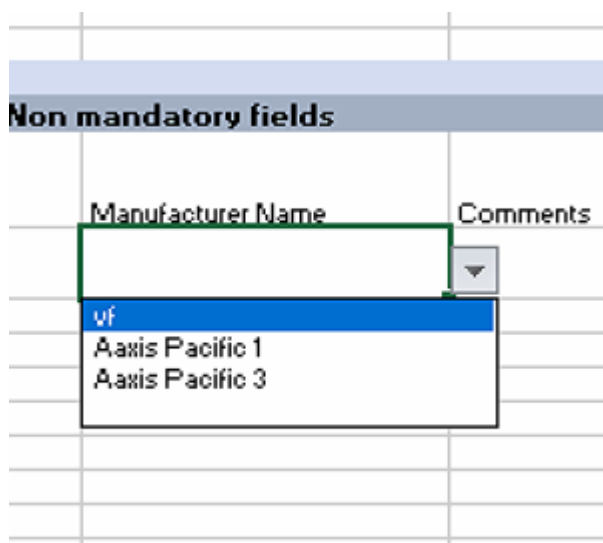 Non mandatory fields
Manufacturer Name
Comments
vf
Aaxis Pacific 1
Aaxis Pacific 3